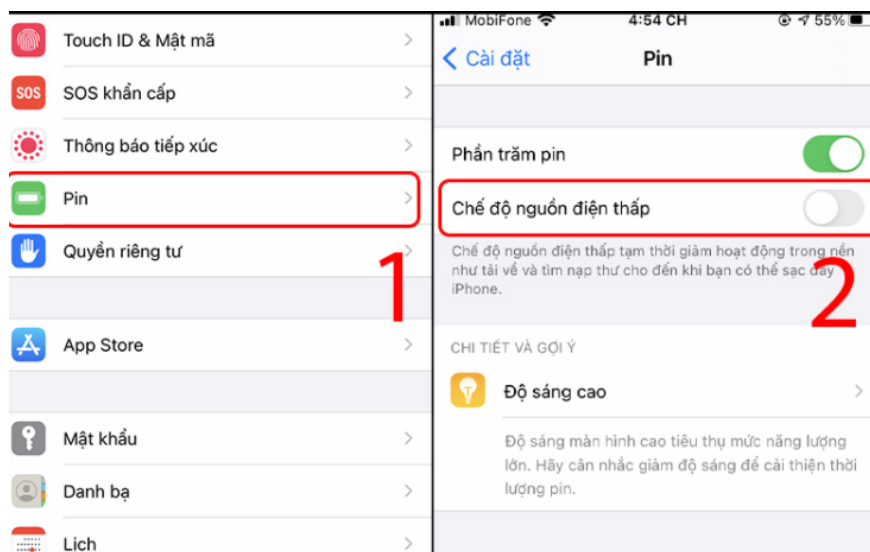 Touch ID & Mật mã
SOS
SOS khẩn cấp
Thông báo tiếp xúc
Pin
Quyền riêng tư
1
App Store
Mật khẩu
Danh bạ
Lịch
MobiFone 4:54 CH 55%
Cài đặt Pin
Phần trăm pin
Chế độ nguồn điện thấp
Chế độ nguồn điện thấp tạm thời giảm hoạt động trong nền
như tải về và tìm nạp thư cho đến khi bạn có thể sạc đầy
iPhone.
2
CHI TIẾT VÀ GỢI Ý
Độ sáng cao
Độ sáng màn hình cao tiêu thụ mức năng lượng
lớn. Hãy cân nhắc giảm độ sáng để cải thiện thời
lượng pin.